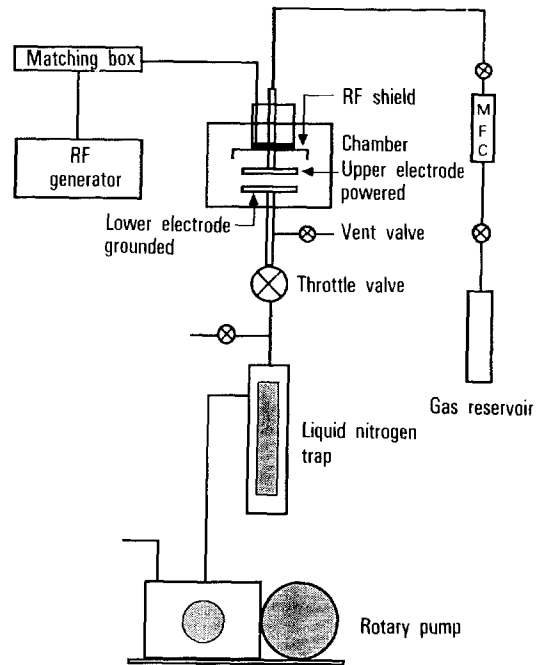 Matching box
RF
generator
RF shield
Chamber
Upper electrode
powered
Lower electrode
grounded
Vent valve
Throttle valve
M
F
C
Gas reservoir
Liquid nitrogen
trap
Rotary pump